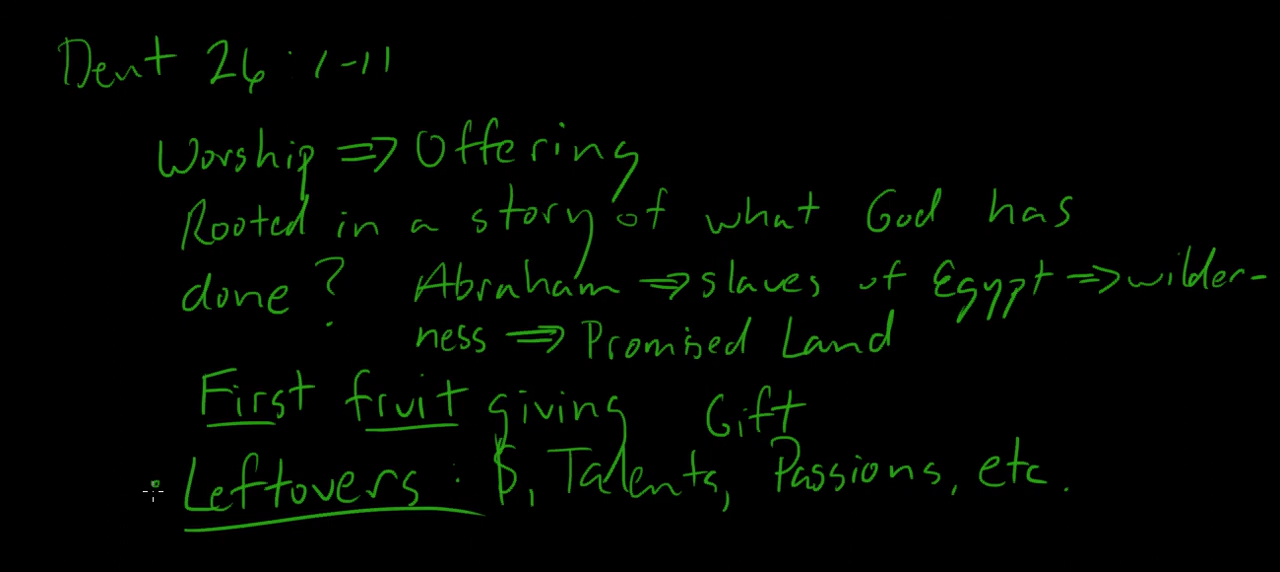 Deut 26:1-11
Worship ⇒ Offering
Rooted in a story of what God has
done? Abraham ⇒ slaves of Egypt ⇒ wilder-
ness ⇒ Promised Land
First fruit giving Gift
Leftovers: $, Talents, Passions, etc.